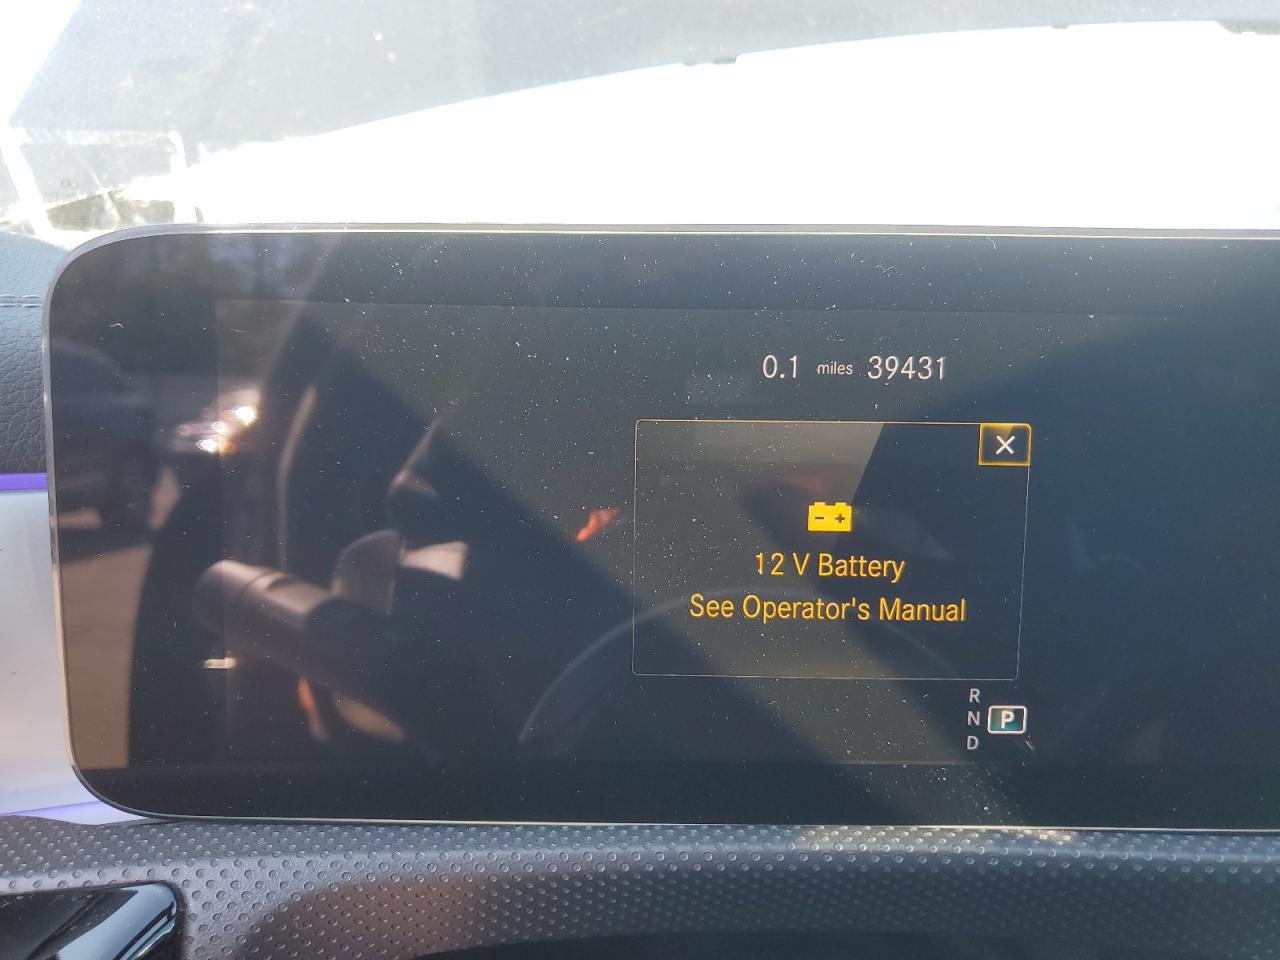 0.1 miles 39431
12 V Battery
See Operator's Manual
R
N P
D